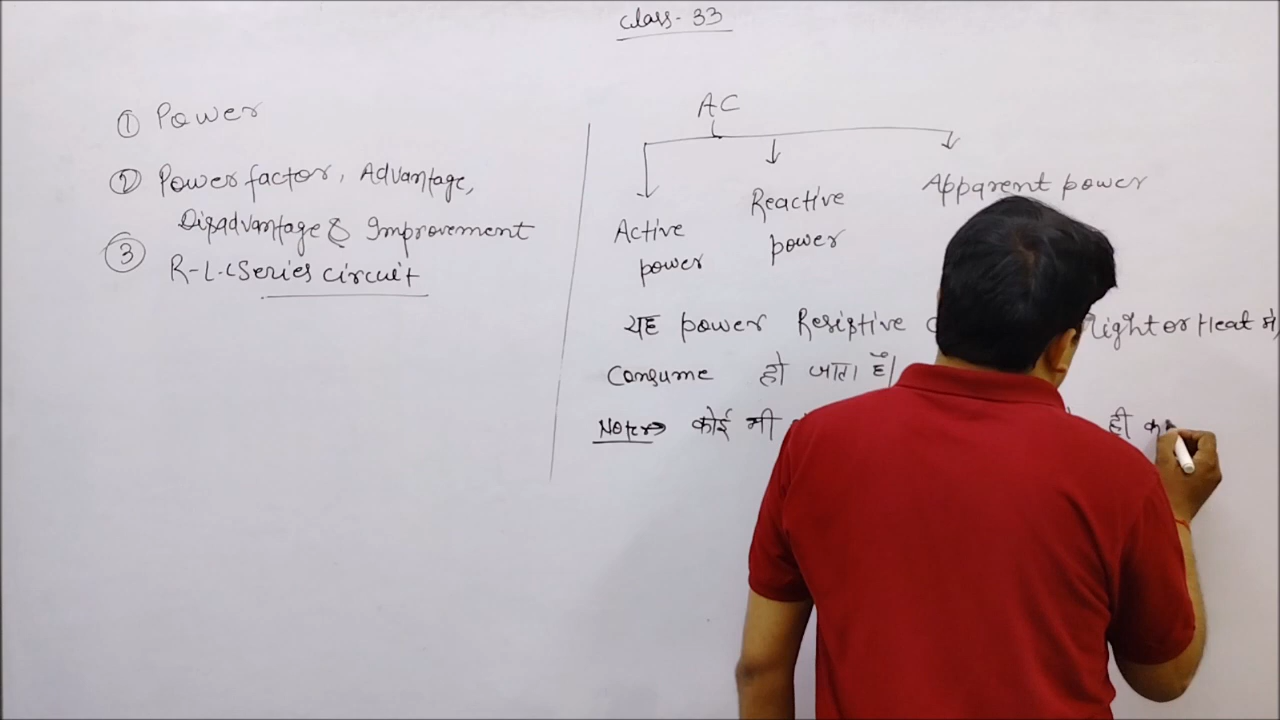 Class-33
① Power
② Power factor, Advantage,
Disadvantage & Improvement
③ R-L-C Series circuit
AC
Active power
Reactive power
Apparent power
यह power Resistive or Heat में
Consume हो जाता है।
Note→ कोई भी ही